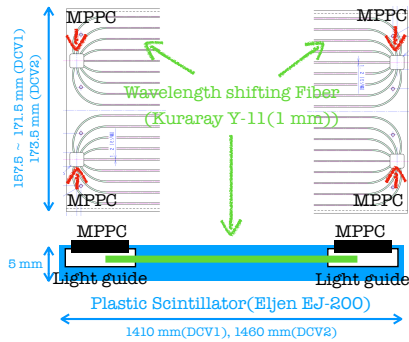 MPPC
MPPC
157.5 ~ 171.5 mm (DCV1)
173.5 mm (DCV2)
Wavelength shifting Fiber
(Kuraray Y-11(1 mm))
MPPC
MPPC
MPPC
MPPC
5 mm
Light guide
Light guide
Plastic Scintillator(Eljen EJ-200)
1410 mm(DCV1), 1460 mm(DCV2)